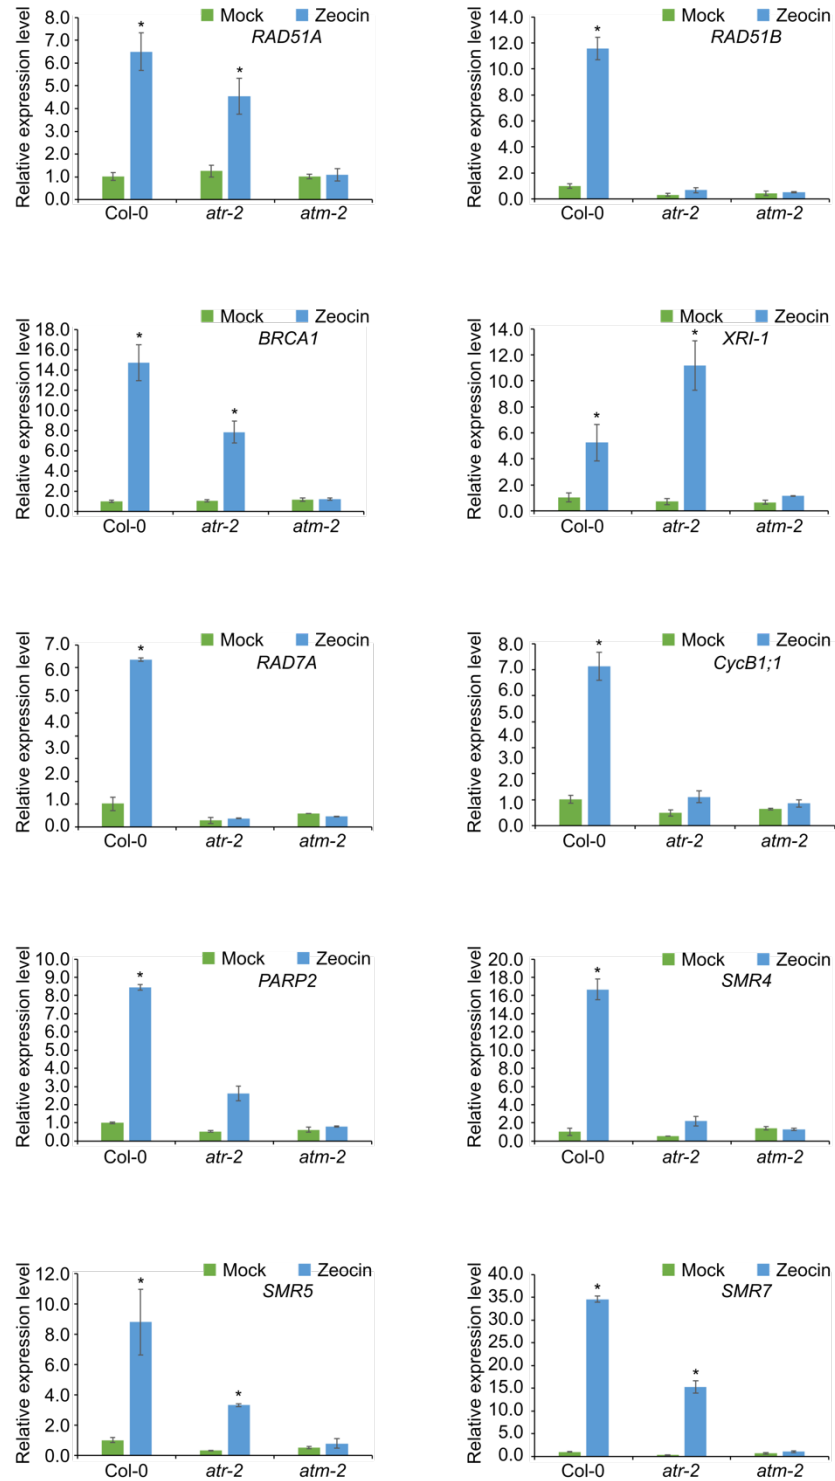 Mock Zeocin
RAD51A
Relative expression level
8.0
7.0
6.0
5.0
4.0
3.0
2.0
1.0
0.0
*
*
Col-0 atr-2 atm-2
Mock Zeocin
RAD51B
Relative expression level
14.0
12.0
10.0
8.0
6.0
4.0
2.0
0.0
*
Col-0 atr-2 atm-2
Mock Zeocin
BRCA1
Relative expression level
18.0
16.0
14.0
12.0
10.0
8.0
6.0
4.0
2.0
0.0
*
*
Col-0 atr-2 atm-2
Mock Zeocin
XRI-1
Relative expression level
14.0
12.0
10.0
8.0
6.0
4.0
2.0
0.0
*
*
Col-0 atr-2 atm-2
Mock Zeocin
RAD7A
Relative expression level
7.0
6.0
5.0
4.0
3.0
2.0
1.0
0.0
*
Col-0 atr-2 atm-2
Mock Zeocin
CycB1;1
Relative expression level
8.0
7.0
6.0
5.0
4.0
3.0
2.0
1.0
0.0
*
Col-0 atr-2 atm-2
Mock Zeocin
PARP2
Relative expression level
10.0
9.0
8.0
7.0
6.0
5.0
4.0
3.0
2.0
1.0
0.0
*
Col-0 atr-2 atm-2
Mock Zeocin
SMR4
Relative expression level
20.0
18.0
16.0
14.0
12.0
10.0
8.0
6.0
4.0
2.0
0.0
*
Col-0 atr-2 atm-2
Mock Zeocin
SMR5
Relative expression level
12.0
10.0
8.0
6.0
4.0
2.0
0.0
*
*
Col-0 atr-2 atm-2
Mock Zeocin
SMR7
Relative expression level
40.0
35.0
30.0
25.0
20.0
15.0
10.0
5.0
0.0
*
*
Col-0 atr-2 atm-2